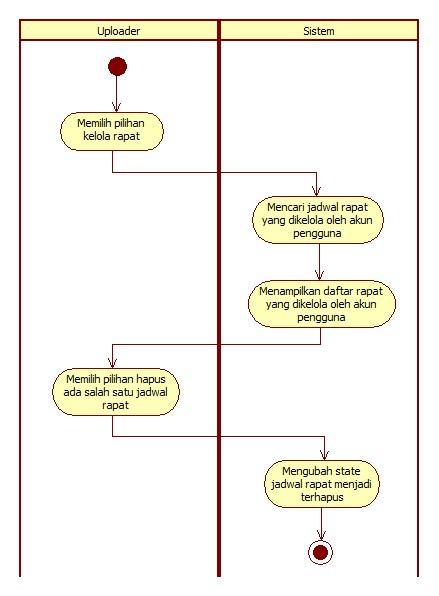 Uploader
Sistem
Memilih pilihan
kelola rapat
Mencari jadwal rapat
yang dikelola oleh akun
pengguna
Menampilkan daftar rapat
yang dikelola oleh akun
pengguna
Memilih pilihan hapus
ada salah satu jadwal
rapat
Mengubah state
jadwal rapat menjadi
terhapus